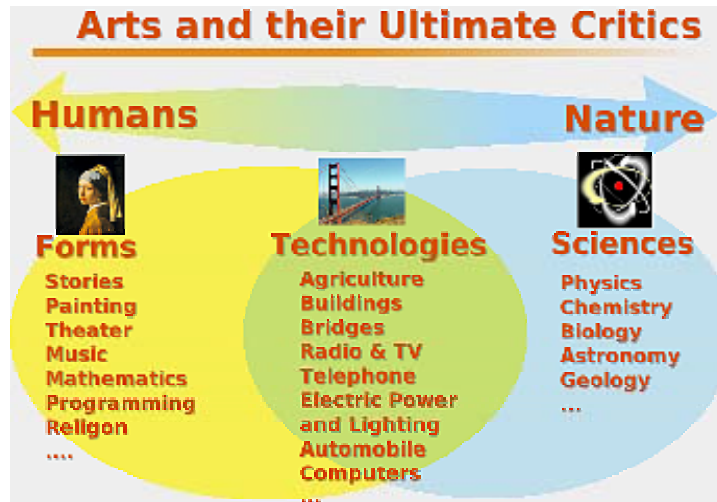 Arts and their Ultimate Critics
Humans
Nature
Forms
Stories
Painting
Theater
Music
Mathematics
Programming
Religon
....
Technologies
Agriculture
Buildings
Bridges
Radio & TV
Telephone
Electric Power
and Lighting
Automobile
Computers
...
Sciences
Physics
Chemistry
Biology
Astronomy
Geology
...